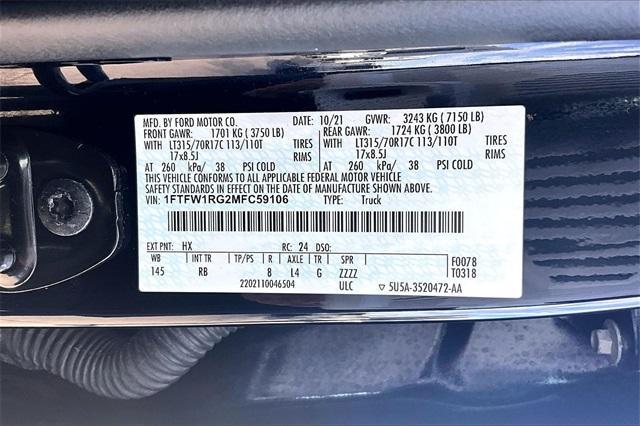 MFD. BY FORD MOTOR CO. DATE: 10/21 GVWR: 3243 KG ( 7150 LB)
FRONT GAWR: 1701 KG ( 3750 LB) REAR GAWR: 1724 KG ( 3800 LB)
LT315/70R17C 113/110T TIRES LT315/70R17C 113/110T TIRES
17x8.5J RIMS 17x8.5J RIMS
AT 260 kPa/ 38 PSI COLD AT 260 kPa/ 38 PSI COLD
THIS VEHICLE CONFORMS TO ALL APPLICABLE FEDERAL MOTOR VEHICLE
SAFETY STANDARDS IN EFFECT ON THE DATE OF MANUFACTURE SHOWN ABOVE.
VIN: 1FTFW1RG2MFC59106 TYPE: Truck
EXT PNT: HX RC: 24 DSO:
WB INT TR TP/PS R AXLE TR SPR F0078
145 RB 8 L4 G ZZZZ T0318
2202110046504 ULC 5U5A-3520472-AA